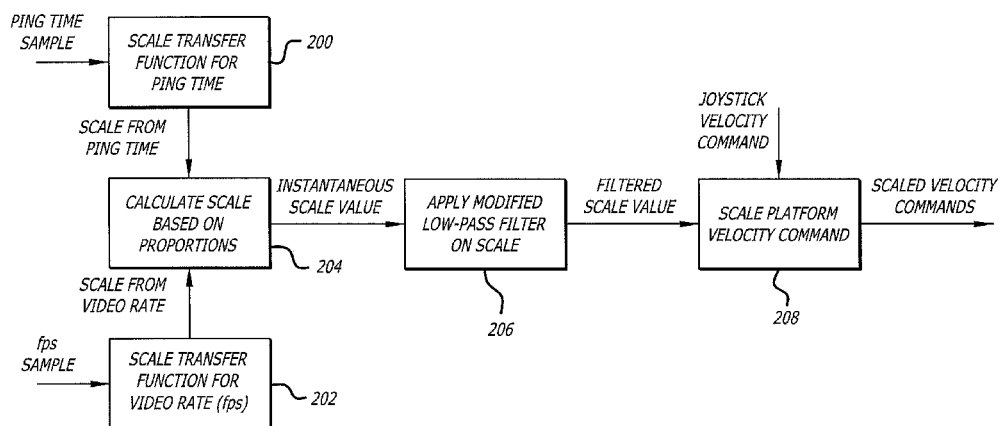 PING TIME
SAMPLE
SCALE TRANSFER
FUNCTION FOR
PING TIME
200
SCALE FROM
PING TIME
JOYSTICK
VELOCITY
COMMAND
CALCULATE SCALE
BASED ON
PROPORTIONS
204
INSTANTANEOUS
SCALE VALUE
APPLY MODIFIED
LOW-PASS FILTER
ON SCALE
206
FILTERED
SCALE VALUE
SCALE PLATFORM
VELOCITY COMMAND
208
SCALED VELOCITY
COMMANDS
SCALE FROM
VIDEO RATE
fps
SAMPLE
SCALE TRANSFER
FUNCTION FOR
VIDEO RATE (fps)
202